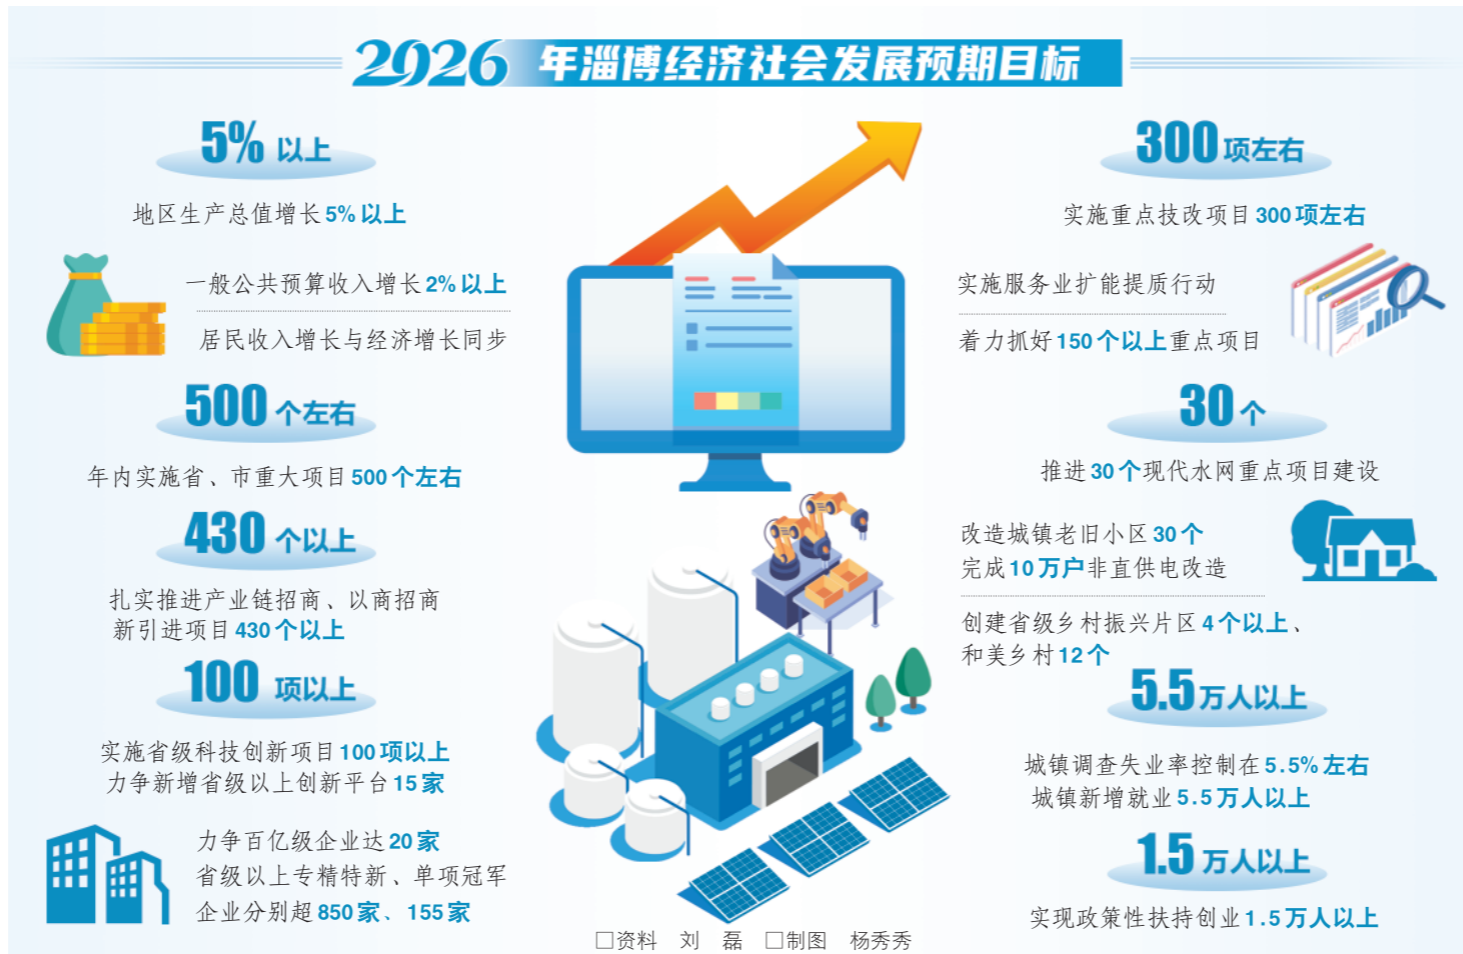 2026 年淄博经济社会发展预期目标
5% 以上
地区生产总值增长5%以上
一般公共预算收入增长2%以上
居民收入增长与经济增长同步
500 个左右
年内实施省、市重大项目500个左右
430 个以上
扎实推进产业链招商、以商招商
新引进项目430个以上
100 项以上
实施省级科技创新项目100项以上
力争新增省级以上创新平台15家
力争百亿级企业达20家
省级以上专精特新、单项冠军
企业分别超850家、155家
300项左右
实施重点技改项目300项左右
实施服务业扩能提质行动
着力抓好150个以上重点项目
30个
推进30个现代水网重点项目建设
改造城镇老旧小区30个
完成10万户非直供电改造
创建省级乡村振兴片区4个以上、
和美乡村12个
5.5万人以上
城镇调查失业率控制在5.5%左右
城镇新增就业5.5万人以上
1.5万人以上
实现政策性扶持创业1.5万人以上
□资料 刘 磊 □制图 杨秀秀